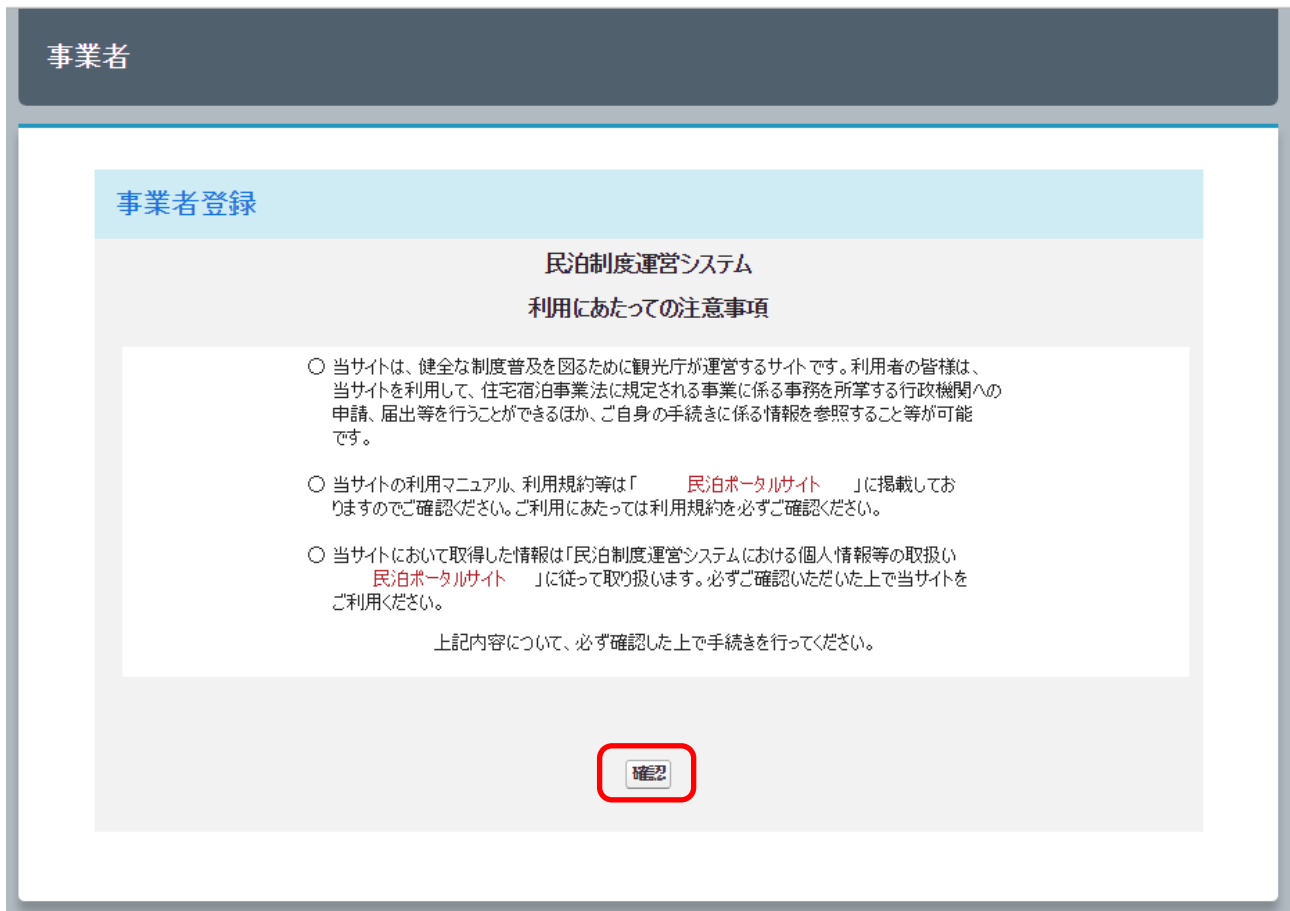 事業者
事業者登録
民泊制度運営システム
利用にあたっての注意事項
○ 当サイトは、健全な制度普及を図るために観光庁が運営するサイトです。利用者の皆様は、
当サイトを利用して、住宅宿泊事業法に規定される事業に係る事務を所掌する行政機関への
申請、届出等を行うことができるほか、ご自身の手続きに係る情報を参照すること等が可能
です。
○ 当サイトの利用マニュアル、利用規約等は「 民泊ポータルサイト 」に掲載してお
りますのでご確認ください。ご利用にあたっては利用規約を必ずご確認ください。
○ 当サイトにおいて取得した情報は「民泊制度運営システムにおける個人情報等の取扱い
民泊ポータルサイト 」に従って取り扱います。必ずご確認いただいた上で当サイトを
ご利用ください。
上記内容について、必ず確認した上で手続きを行ってください。
確認